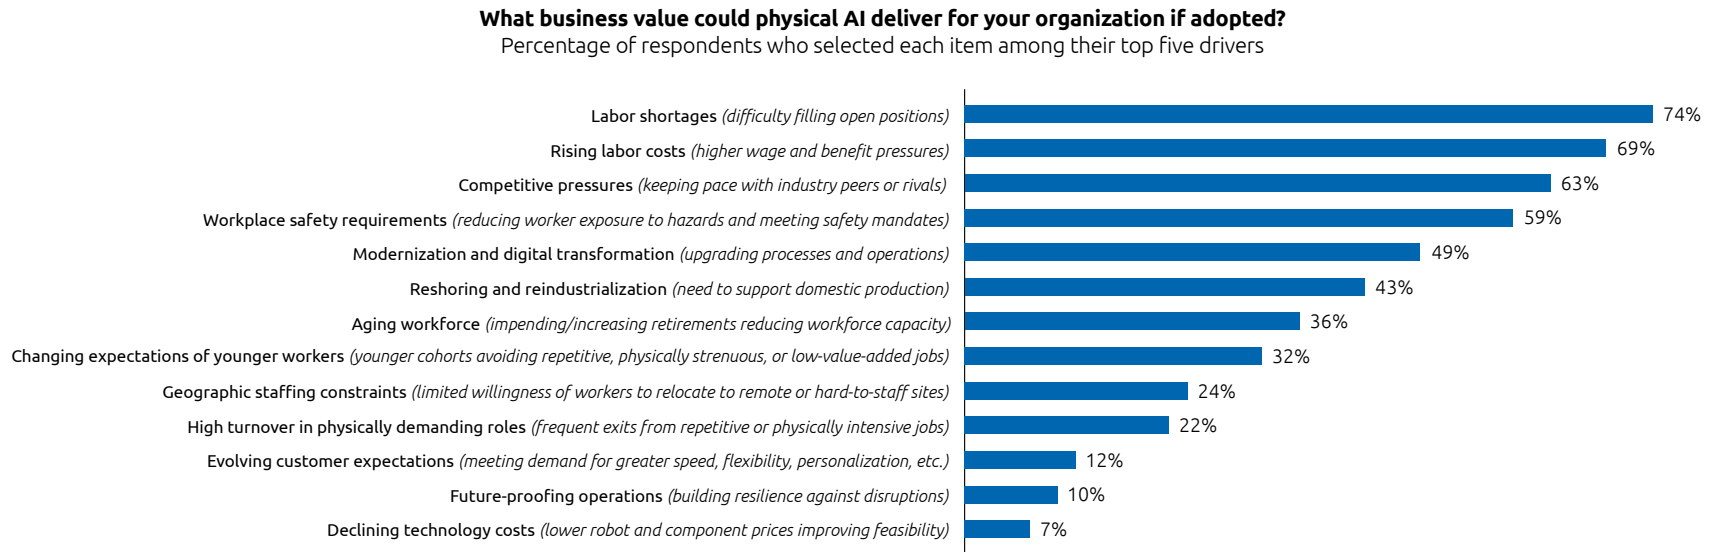 What business value could physical AI deliver for your organization if adopted?
Percentage of respondents who selected each item among their top five drivers
Labor shortages (difficulty filling open positions) 74%
Rising labor costs (higher wage and benefit pressures) 69%
Competitive pressures (keeping pace with industry peers or rivals) 63%
Workplace safety requirements (reducing worker exposure to hazards and meeting safety mandates) 59%
Modernization and digital transformation (upgrading processes and operations) 49%
Reshoring and reindustrialization (need to support domestic production) 43%
Aging workforce (impending/increasing retirements reducing workforce capacity) 36%
Changing expectations of younger workers (younger cohorts avoiding repetitive, physically strenuous, or low-value-added jobs) 32%
Geographic staffing constraints (limited willingness of workers to relocate to remote or hard-to-staff sites) 24%
High turnover in physically demanding roles (frequent exits from repetitive or physically intensive jobs) 22%
Evolving customer expectations (meeting demand for greater speed, flexibility, personalization, etc.) 12%
Future-proofing operations (building resilience against disruptions) 10%
Declining technology costs (lower robot and component prices improving feasibility) 7%